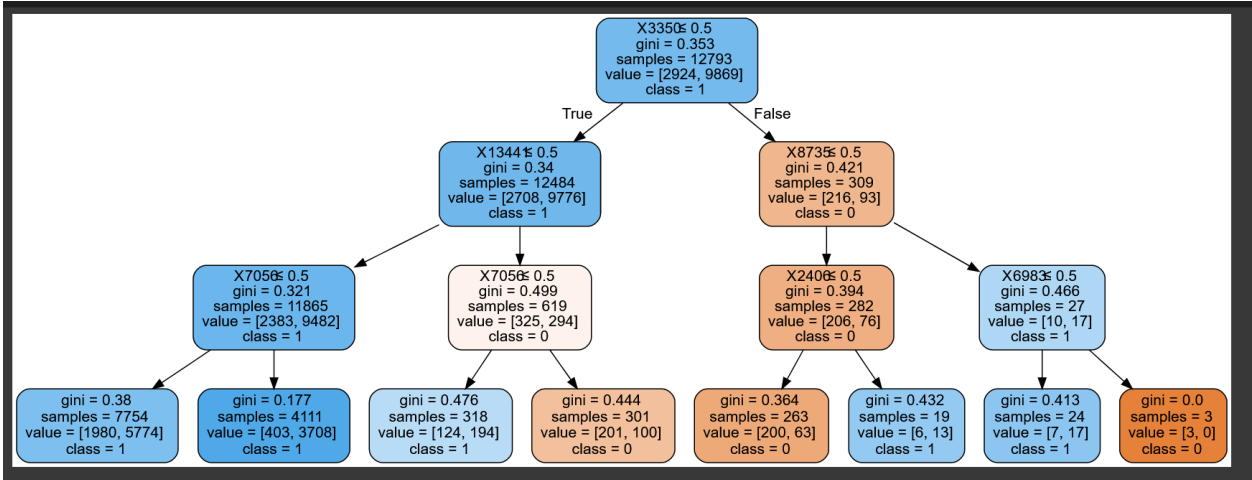 X3350 ≤ 0.5
gini = 0.353
samples = 12793
value = [2924, 9869]
class = 1
True
False
X13441 ≤ 0.5
gini = 0.34
samples = 12484
value = [2708, 9776]
class = 1
X8735 ≤ 0.5
gini = 0.421
samples = 309
value = [216, 93]
class = 0
X7056 ≤ 0.5
gini = 0.321
samples = 11865
value = [2383, 9482]
class = 1
X7056 ≤ 0.5
gini = 0.499
samples = 619
value = [325, 294]
class = 0
X2406 ≤ 0.5
gini = 0.394
samples = 282
value = [206, 76]
class = 0
X6983 ≤ 0.5
gini = 0.466
samples = 27
value = [10, 17]
class = 1
gini = 0.38
samples = 7754
value = [1980, 5774]
class = 1
gini = 0.177
samples = 4111
value = [403, 3708]
class = 1
gini = 0.476
samples = 318
value = [124, 194]
class = 1
gini = 0.444
samples = 301
value = [201, 100]
class = 0
gini = 0.364
samples = 263
value = [200, 63]
class = 0
gini = 0.432
samples = 19
value = [6, 13]
class = 1
gini = 0.413
samples = 24
value = [7, 17]
class = 1
gini = 0.0
samples = 3
value = [3, 0]
class = 0